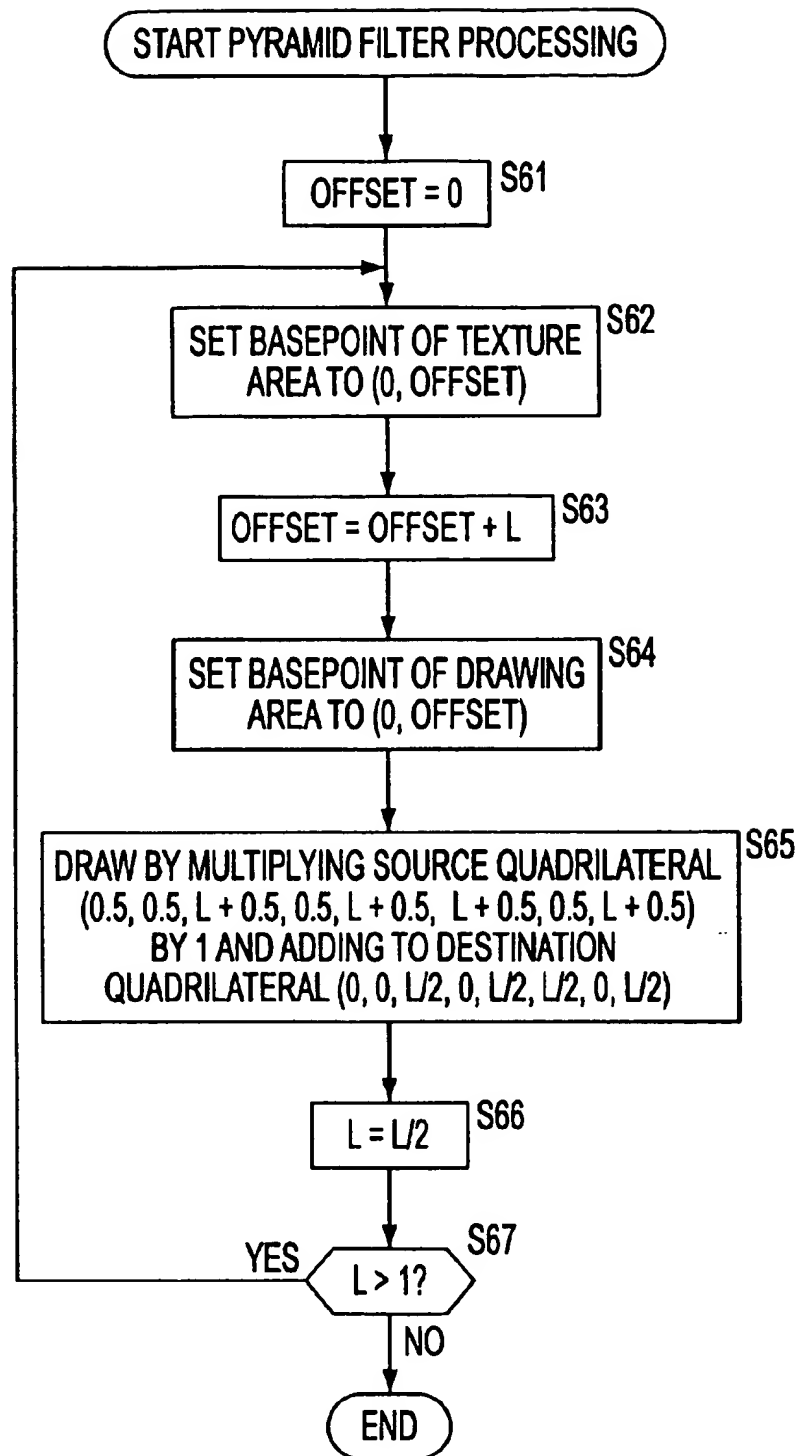 START PYRAMID FILTER PROCESSING
OFFSET = 0
S61
SET BASEPOINT OF TEXTURE
AREA TO (0, OFFSET)
S62
OFFSET = OFFSET + L
S63
SET BASEPOINT OF DRAWING
AREA TO (0, OFFSET)
S64
DRAW BY MULTIPLYING SOURCE QUADRILATERAL
(0.5, 0.5, L + 0.5, 0.5, L + 0.5, L + 0.5, 0.5, L + 0.5)
BY 1 AND ADDING TO DESTINATION
QUADRILATERAL (0, 0, L/2, 0, L/2, L/2, 0, L/2)
S65
L = L/2
S66
L > 1?
S67
YES
NO
END